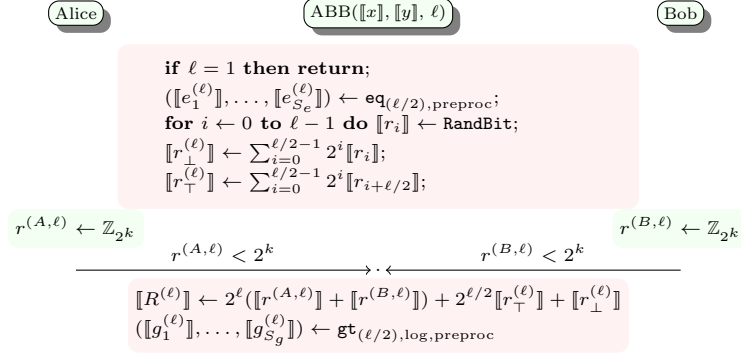 Alice ABB(⟦x⟧, ⟦y⟧, ℓ) Bob
if ℓ = 1 then return;
(⟦e₁^(ℓ)⟧, . . . , ⟦e_{S_e}^(ℓ)⟧) ← eq_{(ℓ/2),preproc};
for i ← 0 to ℓ − 1 do ⟦r_i⟧ ← RandBit;
⟦r_⊥^(ℓ)⟧ ← ∑_{i=0}^{ℓ/2−1} 2^i⟦r_i⟧;
⟦r_⊤^(ℓ)⟧ ← ∑_{i=0}^{ℓ/2−1} 2^i⟦r_{i+ℓ/2}⟧;
r^(A,ℓ) ← ℤ_{2^k} r^(B,ℓ) ← ℤ_{2^k}
r^(A,ℓ) < 2^k r^(B,ℓ) < 2^k
⟦R^(ℓ)⟧ ← 2^ℓ(⟦r^(A,ℓ)⟧ + ⟦r^(B,ℓ)⟧) + 2^{ℓ/2}⟦r_⊤^(ℓ)⟧ + ⟦r_⊥^(ℓ)⟧
(⟦g₁^(ℓ)⟧, . . . , ⟦g_{S_g}^(ℓ)⟧) ← gt_{(ℓ/2),log,preproc}